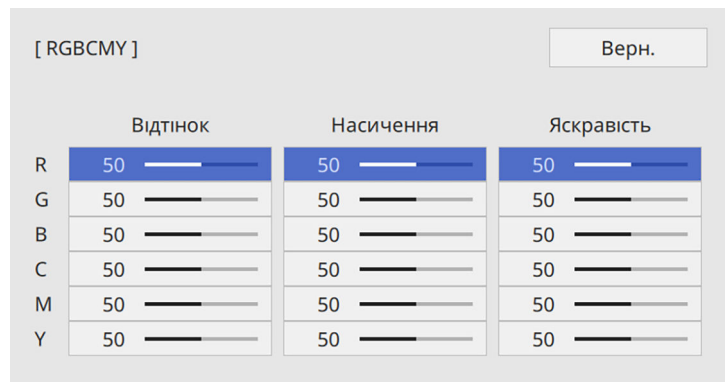 [ RGBCMY ] Верн.
Відтінок Насичення Яскравість
R 50 50 50
G 50 50 50
B 50 50 50
C 50 50 50
M 50 50 50
Y 50 50 50